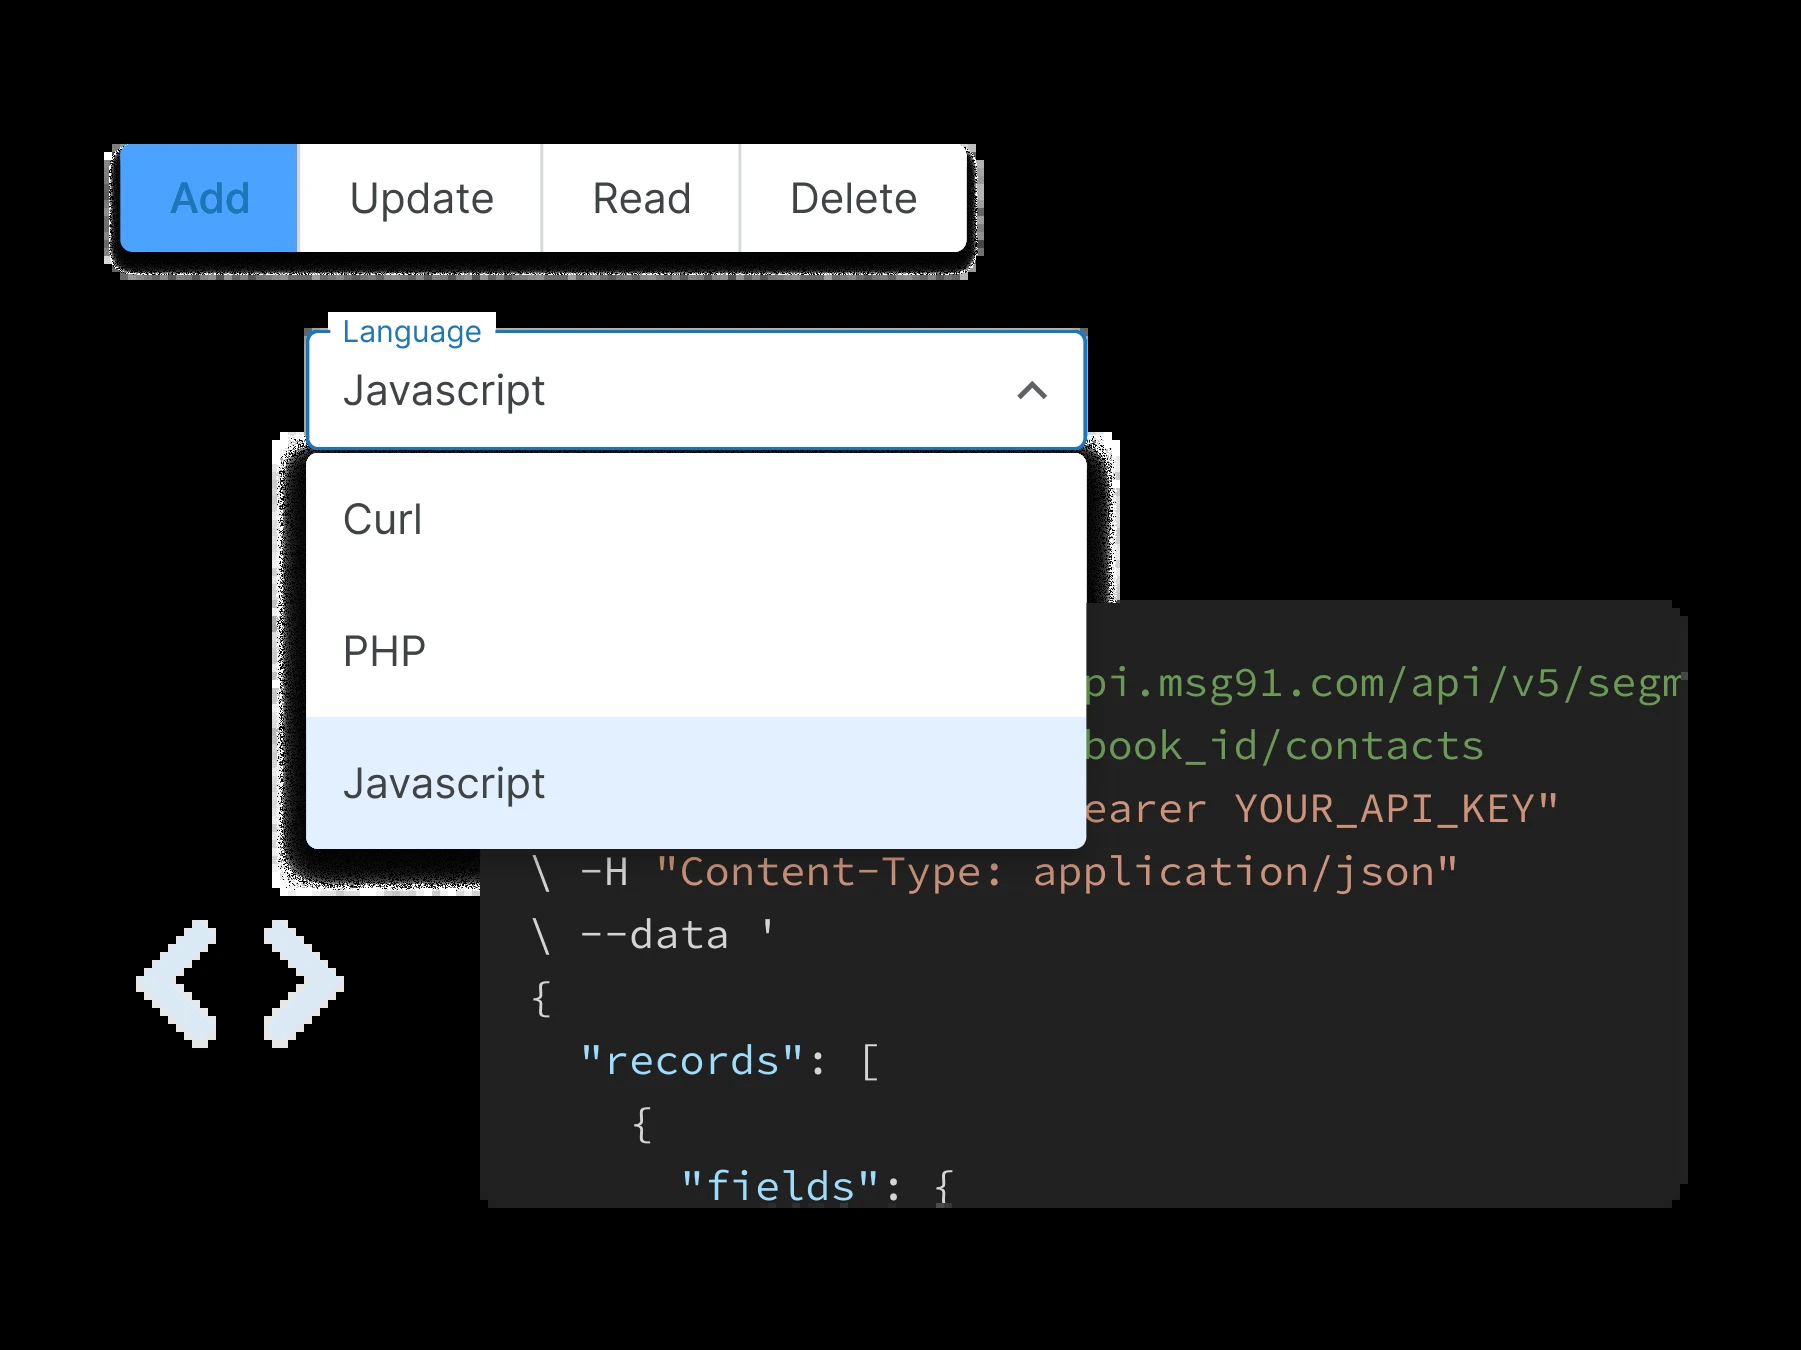 Add Update Read Delete
Language
Javascript
Curl
PHP
Javascript
pi.msg91.com/api/v5/segm
book_id/contacts
earer YOUR_API_KEY"
\ -H "Content-Type: application/json"
\ --data '
{
"records": [
{
"fields": {